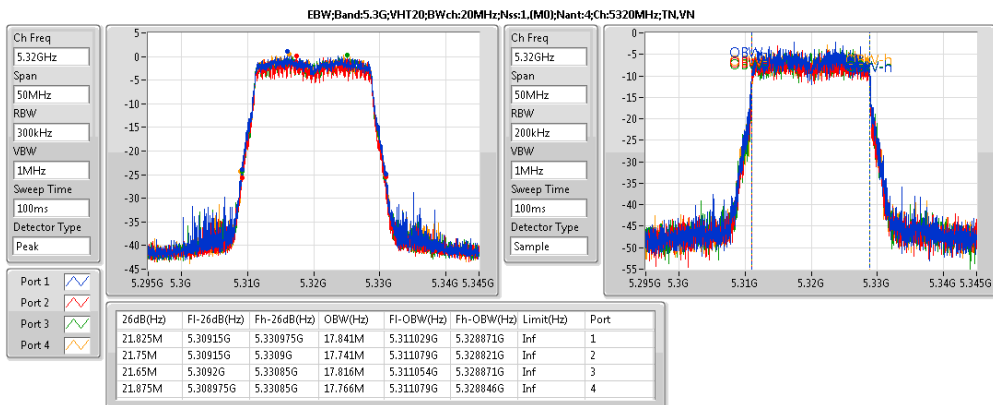 EBW;Band:5.3G;VHT20;BWch:20MHz;Nss:1,(M0);Nant:4;Ch:5320MHz;TN,VN
Ch Freq
5.32GHz
Span
50MHz
RBW
300kHz
VBW
1MHz
Sweep Time
100ms
Detector Type
Peak
5
0
-5
-10
-15
-20
-25
-30
-35
-40
-45
5.295G 5.3G 5.31G 5.32G 5.33G 5.34G 5.345G
Ch Freq
5.32GHz
Span
50MHz
RBW
200kHz
VBW
1MHz
Sweep Time
100ms
Detector Type
Sample
0
-5
-10
-15
-20
-25
-30
-35
-40
-45
-50
-55
5.295G 5.3G 5.31G 5.32G 5.33G 5.34G 5.345G
Port 1
Port 2
Port 3
Port 4
26dB(Hz) Fl-26dB(Hz) Fh-26dB(Hz) OBW(Hz) Fl-OBW(Hz) Fh-OBW(Hz) Limit(Hz) Port
21.825M 5.30915G 5.330975G 17.841M 5.311029G 5.328871G Inf 1
21.75M 5.30915G 5.3309G 17.741M 5.311079G 5.328821G Inf 2
21.65M 5.3092G 5.33085G 17.816M 5.311054G 5.328871G Inf 3
21.875M 5.308975G 5.33085G 17.766M 5.311079G 5.328846G Inf 4